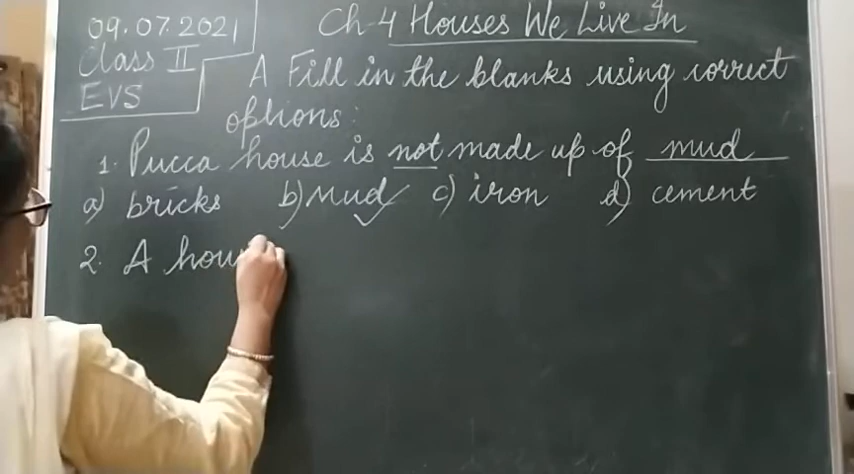 09.07.2021
Class II
EVS
Ch 4 Houses We Live In
A Fill in the blanks using correct
options:
1. Pucca house is not made up of mud
a) bricks b) Mud ✓ c) iron d) cement
2. A hou